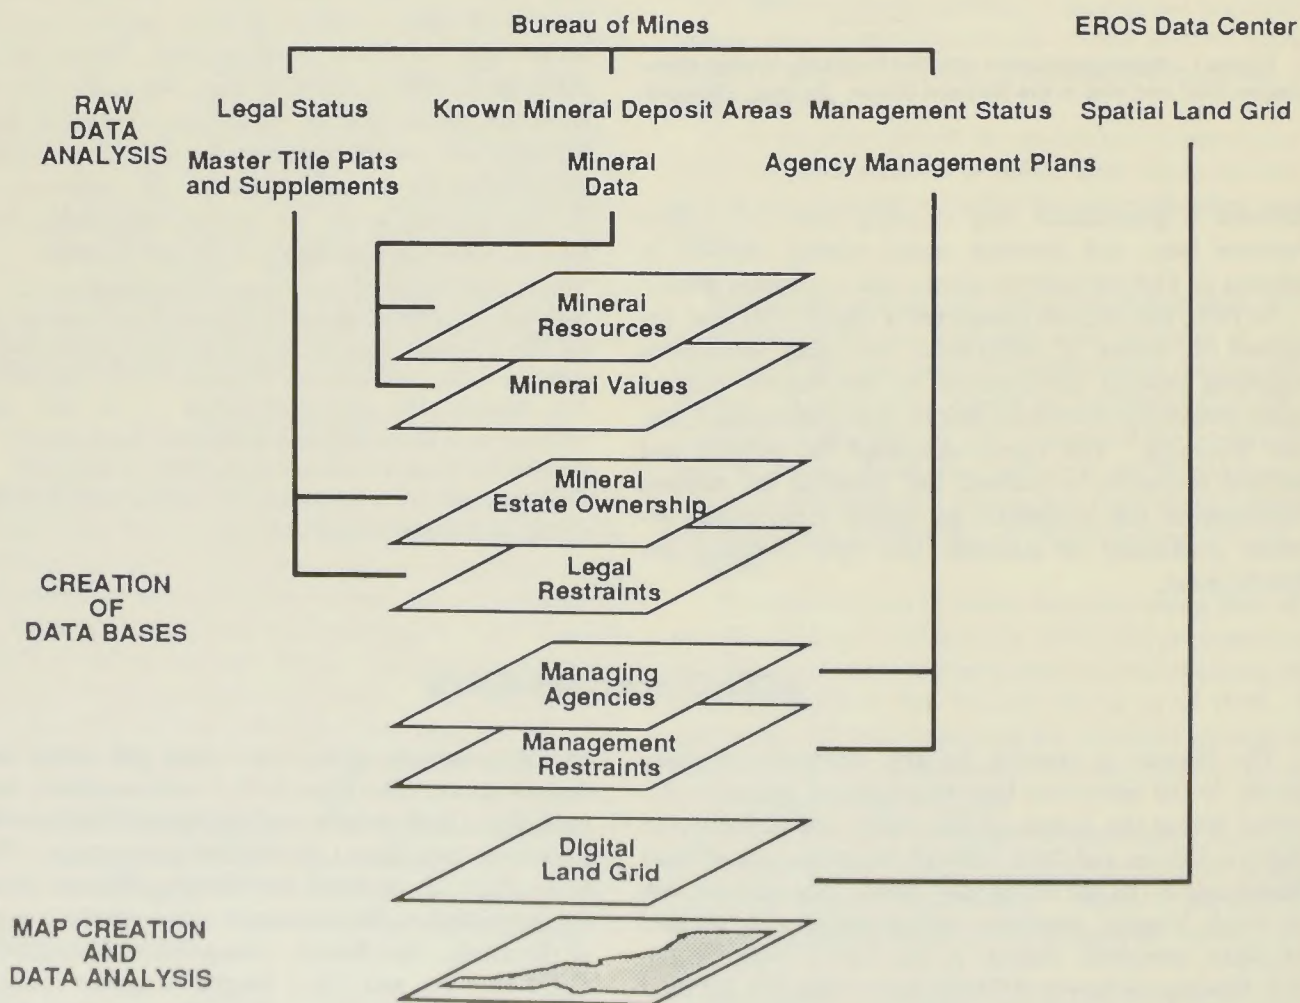 Bureau of Mines
EROS Data Center
RAW
DATA
ANALYSIS
Legal Status
Known Mineral Deposit Areas
Management Status
Spatial Land Grid
Master Title Plats
and Supplements
Mineral
Data
Agency Management Plans
Mineral
Resources
Mineral Values
Mineral
Estate Ownership
Legal
Restraints
CREATION
OF
DATA BASES
Managing
Agencies
Management
Restraints
Digital
Land Grid
MAP CREATION
AND
DATA ANALYSIS